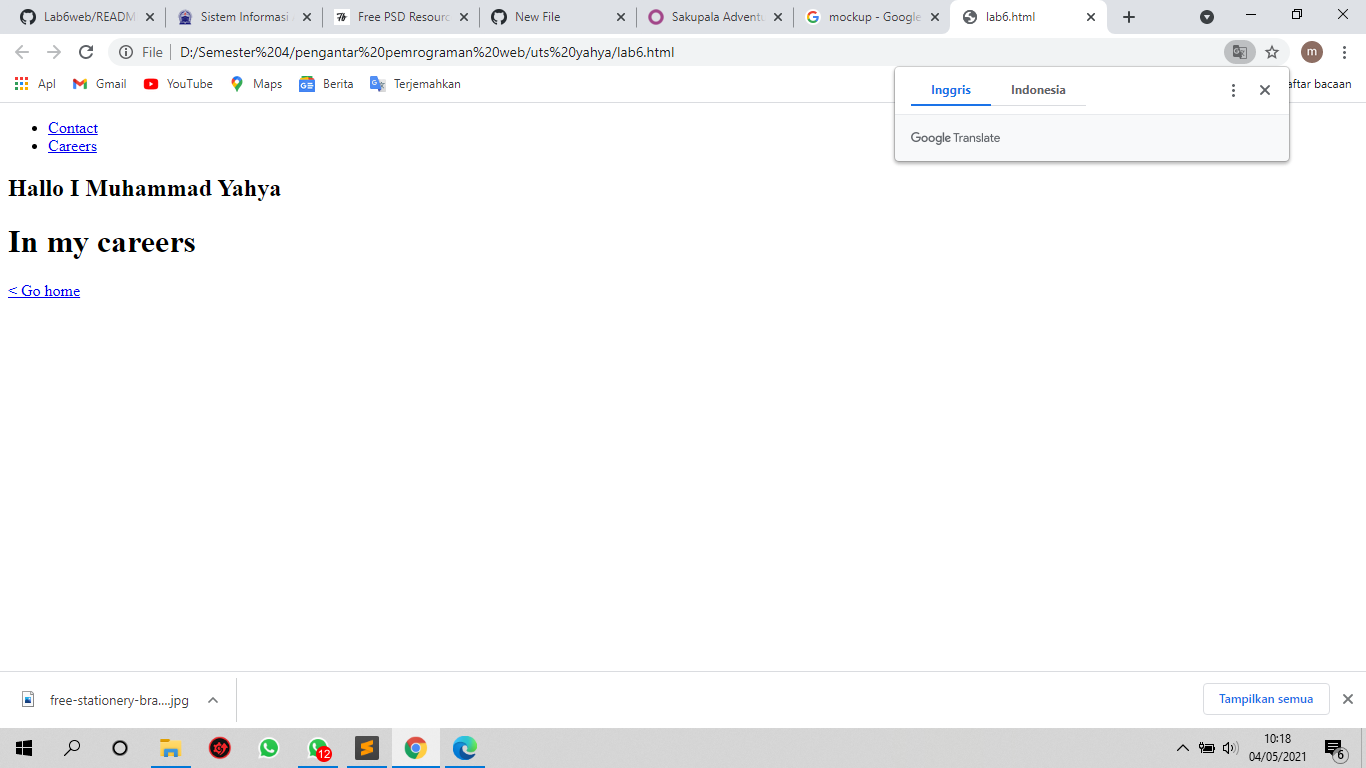 Lab6web/READM
Sistem Informasi
Free PSD Resourc
New File
Sakupala Adventu
mockup - Google
lab6.html
File
D:/Semester%204/pengantar%20pemrograman%20web/uts%20yahya/lab6.html
m
Apl
Gmail
YouTube
Maps
Berita
Terjemahkan
aftar bacaan
Inggris
Indonesia
Google Translate
Contact
Careers
Hallo I Muhammad Yahya
In my careers
< Go home
free-stationery-bra....jpg
Tampilkan semua
12
10:18
04/05/2021
6